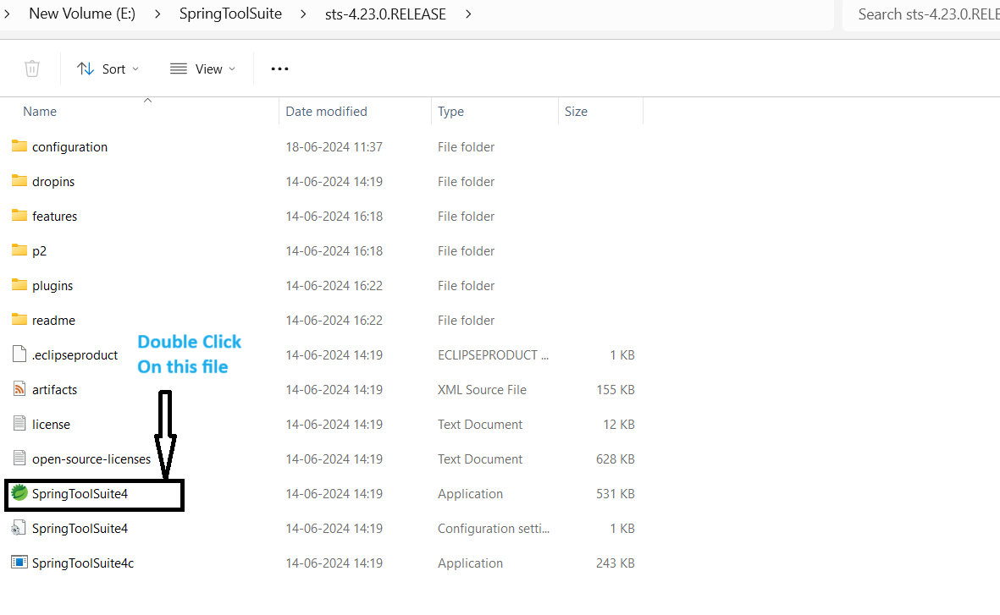 New Volume (E:) SpringToolSuite sts-4.23.0.RELEASE Search sts-4.23.0.RELE
Sort View
Name Date modified Type Size
configuration 18-06-2024 11:37 File folder
dropins 14-06-2024 14:19 File folder
features 14-06-2024 16:18 File folder
p2 14-06-2024 16:18 File folder
plugins 14-06-2024 16:22 File folder
readme 14-06-2024 16:22 File folder
Double Click
.eclipseproduct 14-06-2024 14:19 ECLIPSEPRODUCT ... 1 KB
On this file
artifacts 14-06-2024 14:19 XML Source File 155 KB
license 14-06-2024 14:19 Text Document 12 KB
open-source-licenses 14-06-2024 14:19 Text Document 628 KB
SpringToolSuite4 14-06-2024 14:19 Application 531 KB
SpringToolSuite4 14-06-2024 14:19 Configuration setti... 1 KB
SpringToolSuite4c 14-06-2024 14:19 Application 243 KB